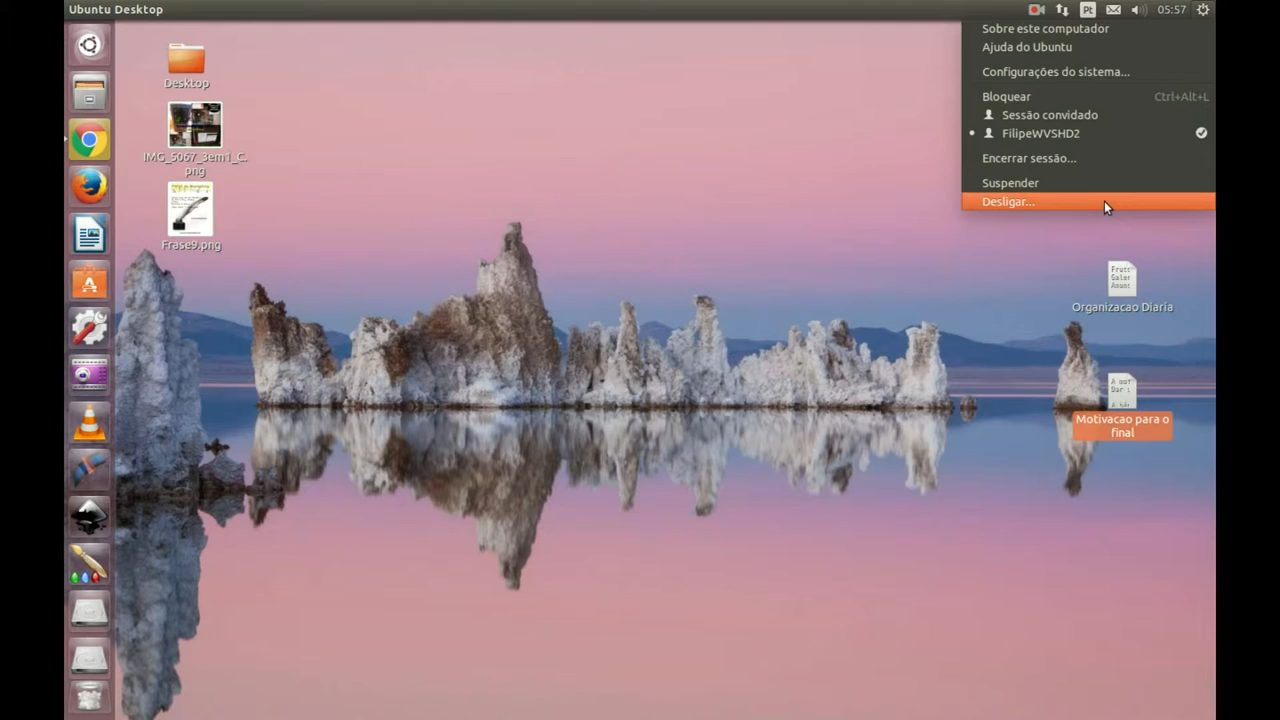 Ubuntu Desktop
Pt
05:57
Sobre este computador
Ajuda do Ubuntu
Configurações do sistema...
Bloquear Ctrl+Alt+L
Sessão convidado
FilipeWVSHD2
Encerrar sessão...
Suspender
Desligar...
Desktop
IMG_5067_3em1_C.
png
Frase9.png
Organizacao Diaria
Motivacao para o
final